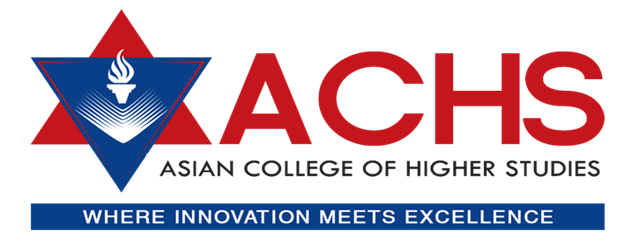 ACHS
ASIAN COLLEGE OF HIGHER STUDIES
WHERE INNOVATION MEETS EXCELLENCE